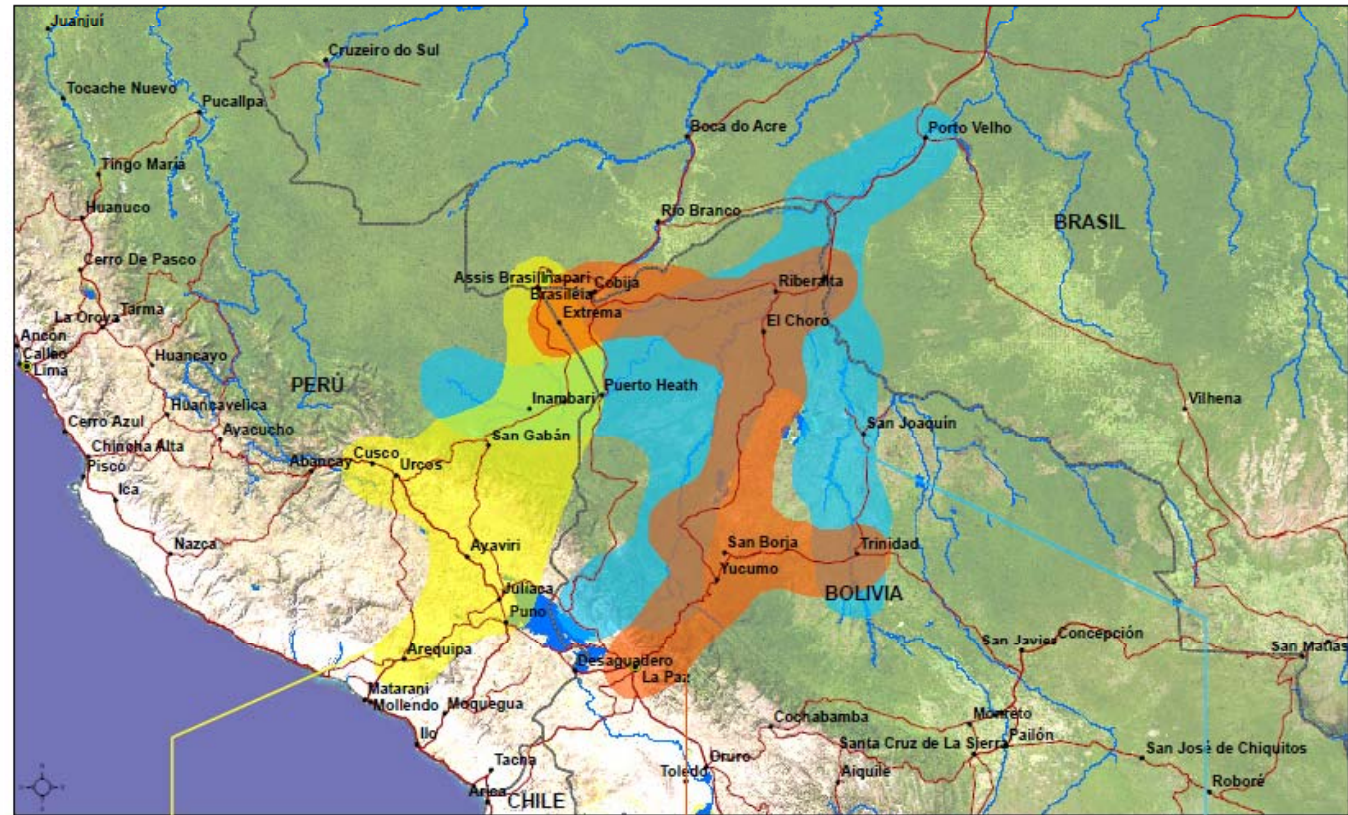 Juanjuí
Cruzeiro do Sul
Tocache Nuevo
Pucallpa
Boca do Acre
Porto Velho
Tingo María
Huanuco
Río Branco
BRASIL
Cerro De Pasco
Assis Brasil
Inapari
Cobija
Riberalta
Brasiléia
Tarma
La Oroya
Extrema
El Choro
Ancón
Callao
Lima
Huancayo
PERÚ
Puerto Heath
Inambari
Vilhena
Huancavelica
Cerro Azul
Ayacucho
San Joaquín
Chincha Alta
San Gabán
Pisco
Abancay
Cusco
Urcos
Ica
Nazca
Ayaviri
San Borja
Trinidad
Yucumo
Juliaca
BOLIVIA
Puno
San Javier
Concepción
Arequipa
Desaguadero
San Matías
La Paz
Matarani
Mollendo
Moquegua
Cochabamba
Montero
Ilo
Santa Cruz de La Sierra
Pailón
San José de Chiquitos
Tacna
Oruro
Toledo
Aiquile
Roboré
Arica
CHILE